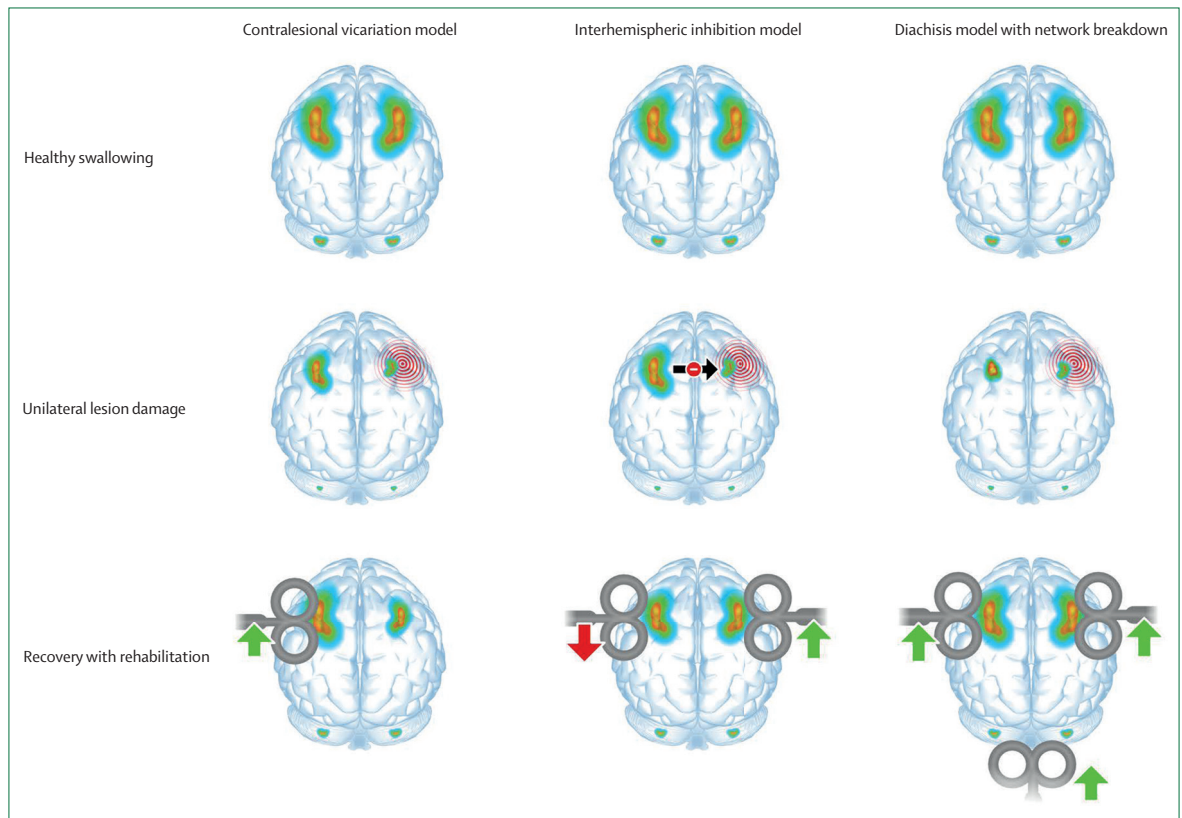 Contralesional vicariation model
Interhemispheric inhibition model
Diachisis model with network breakdown
Healthy swallowing
Unilateral lesion damage
Recovery with rehabilitation